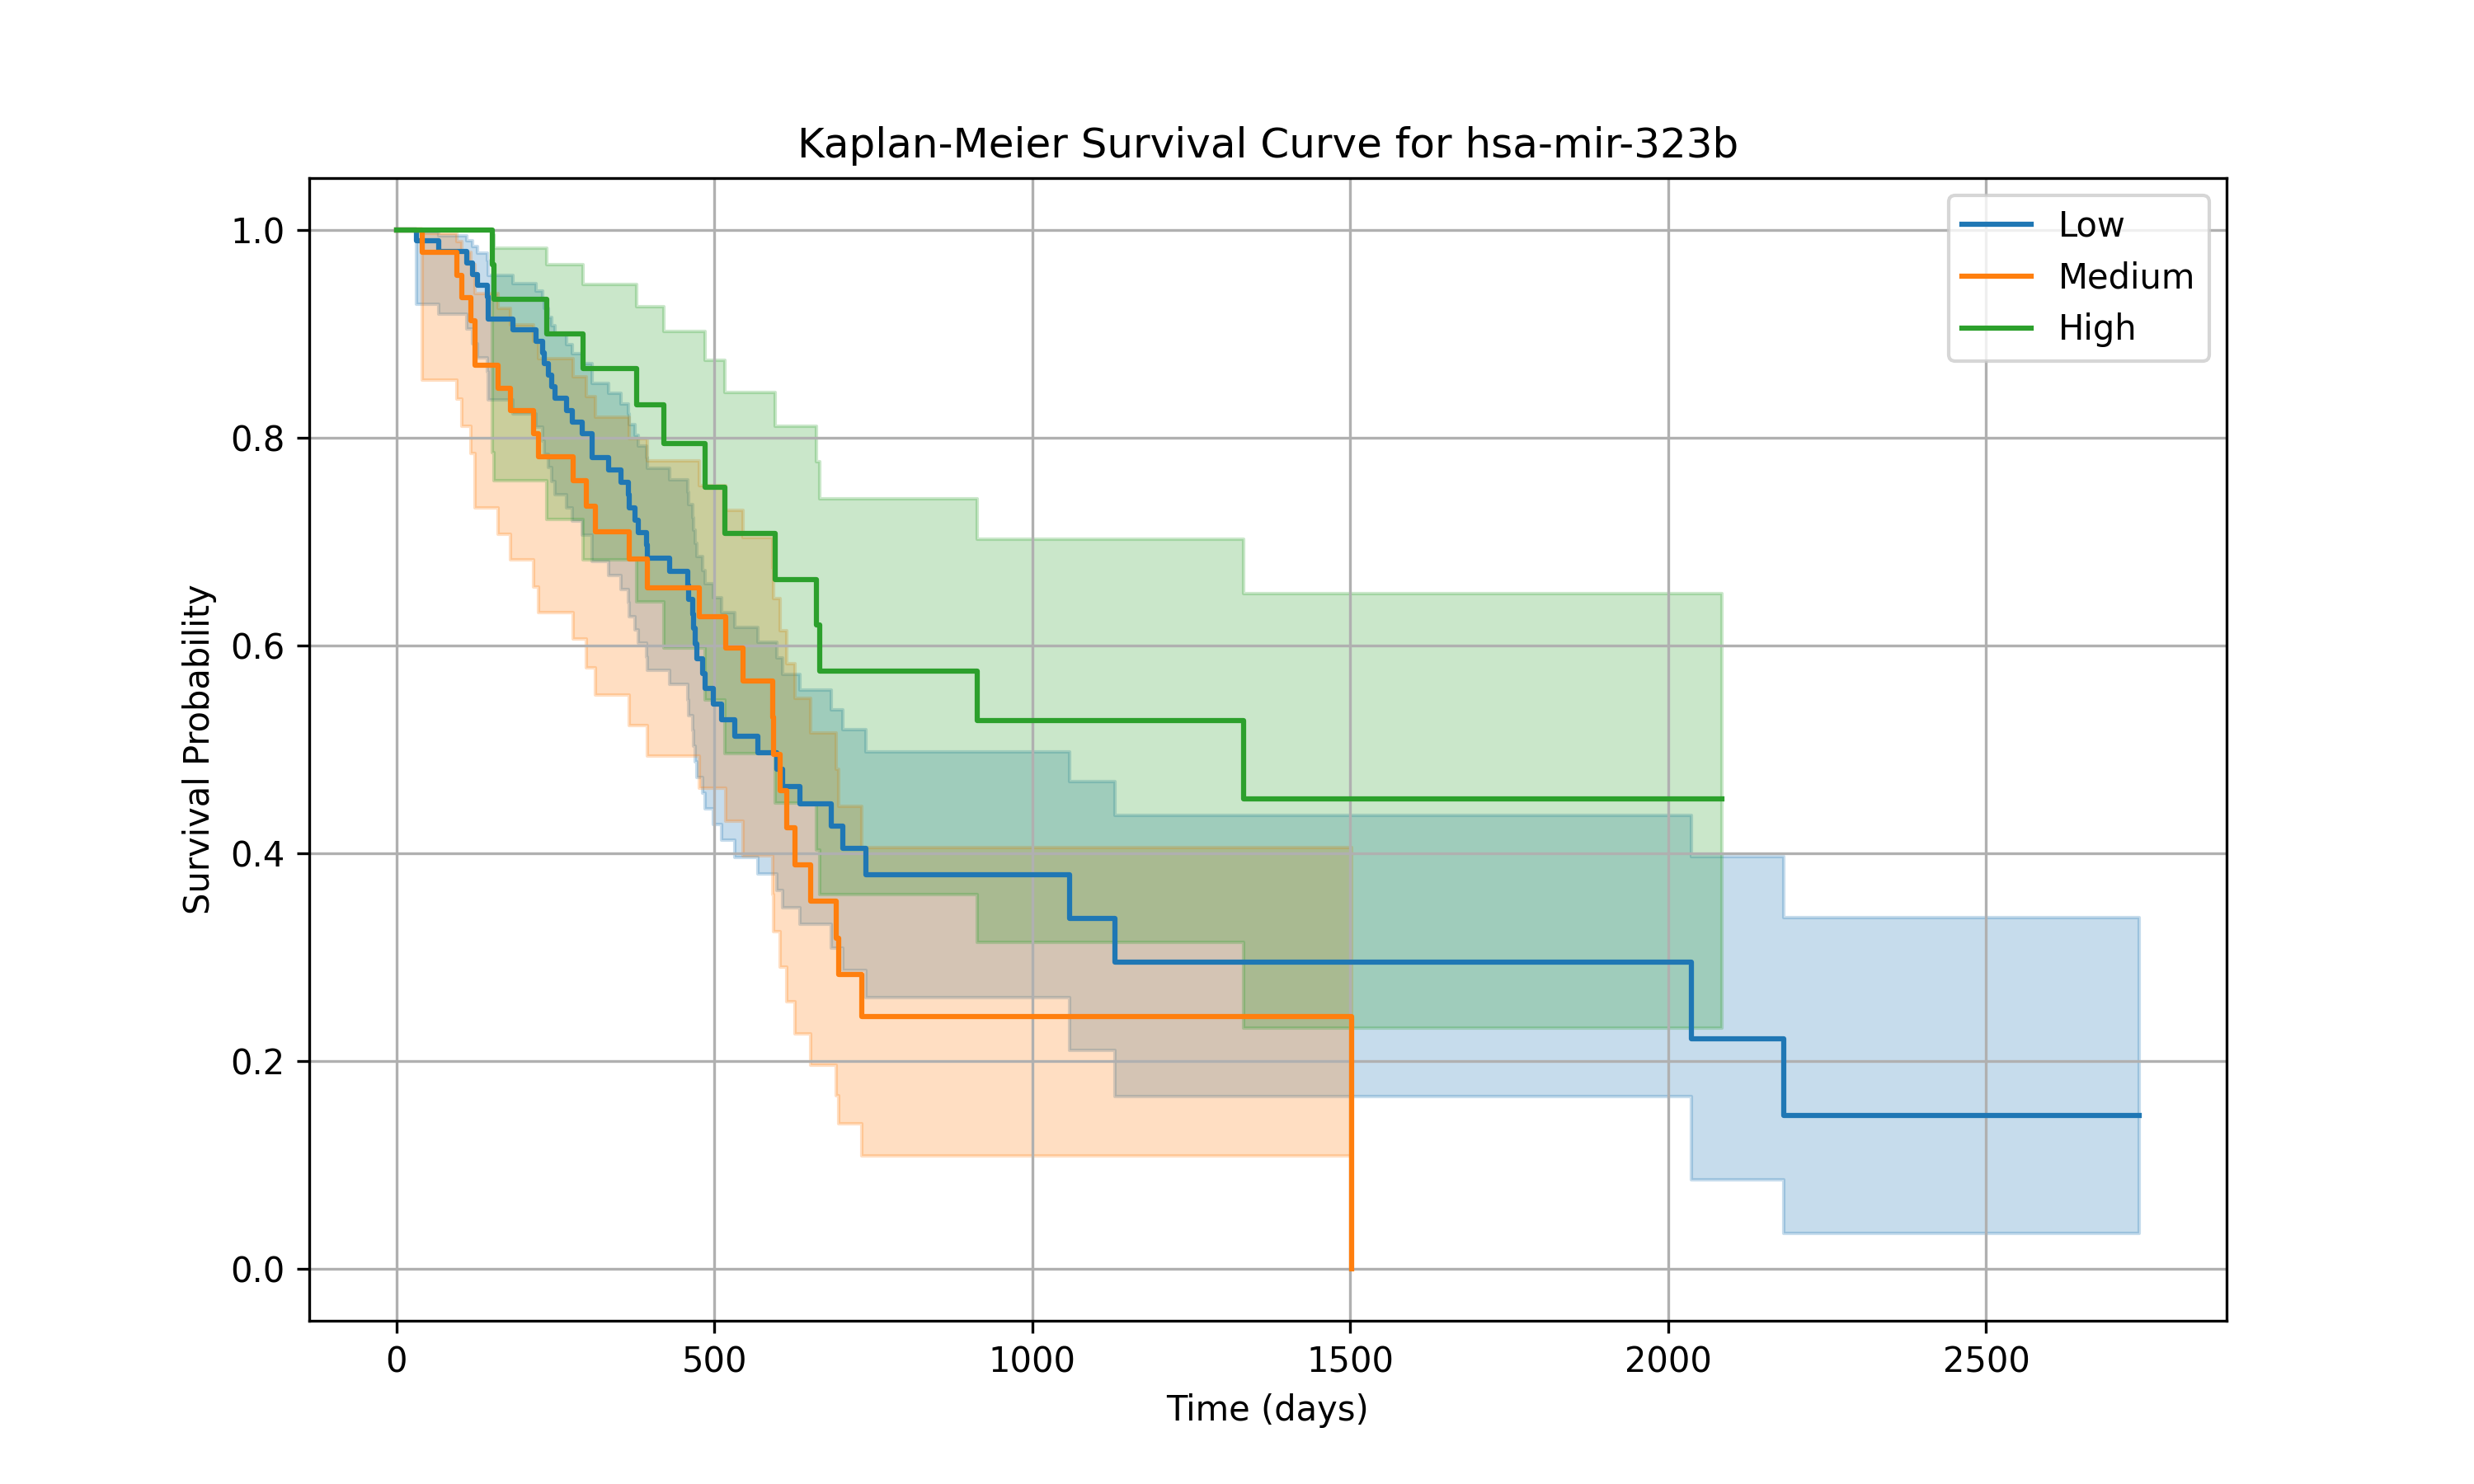 Kaplan-Meier Survival Curve for hsa-mir-323b
Low
Medium
High
1.0
0.8
0.6
0.4
0.2
0.0
Survival Probability
0 500 1000 1500 2000 2500
Time (days)